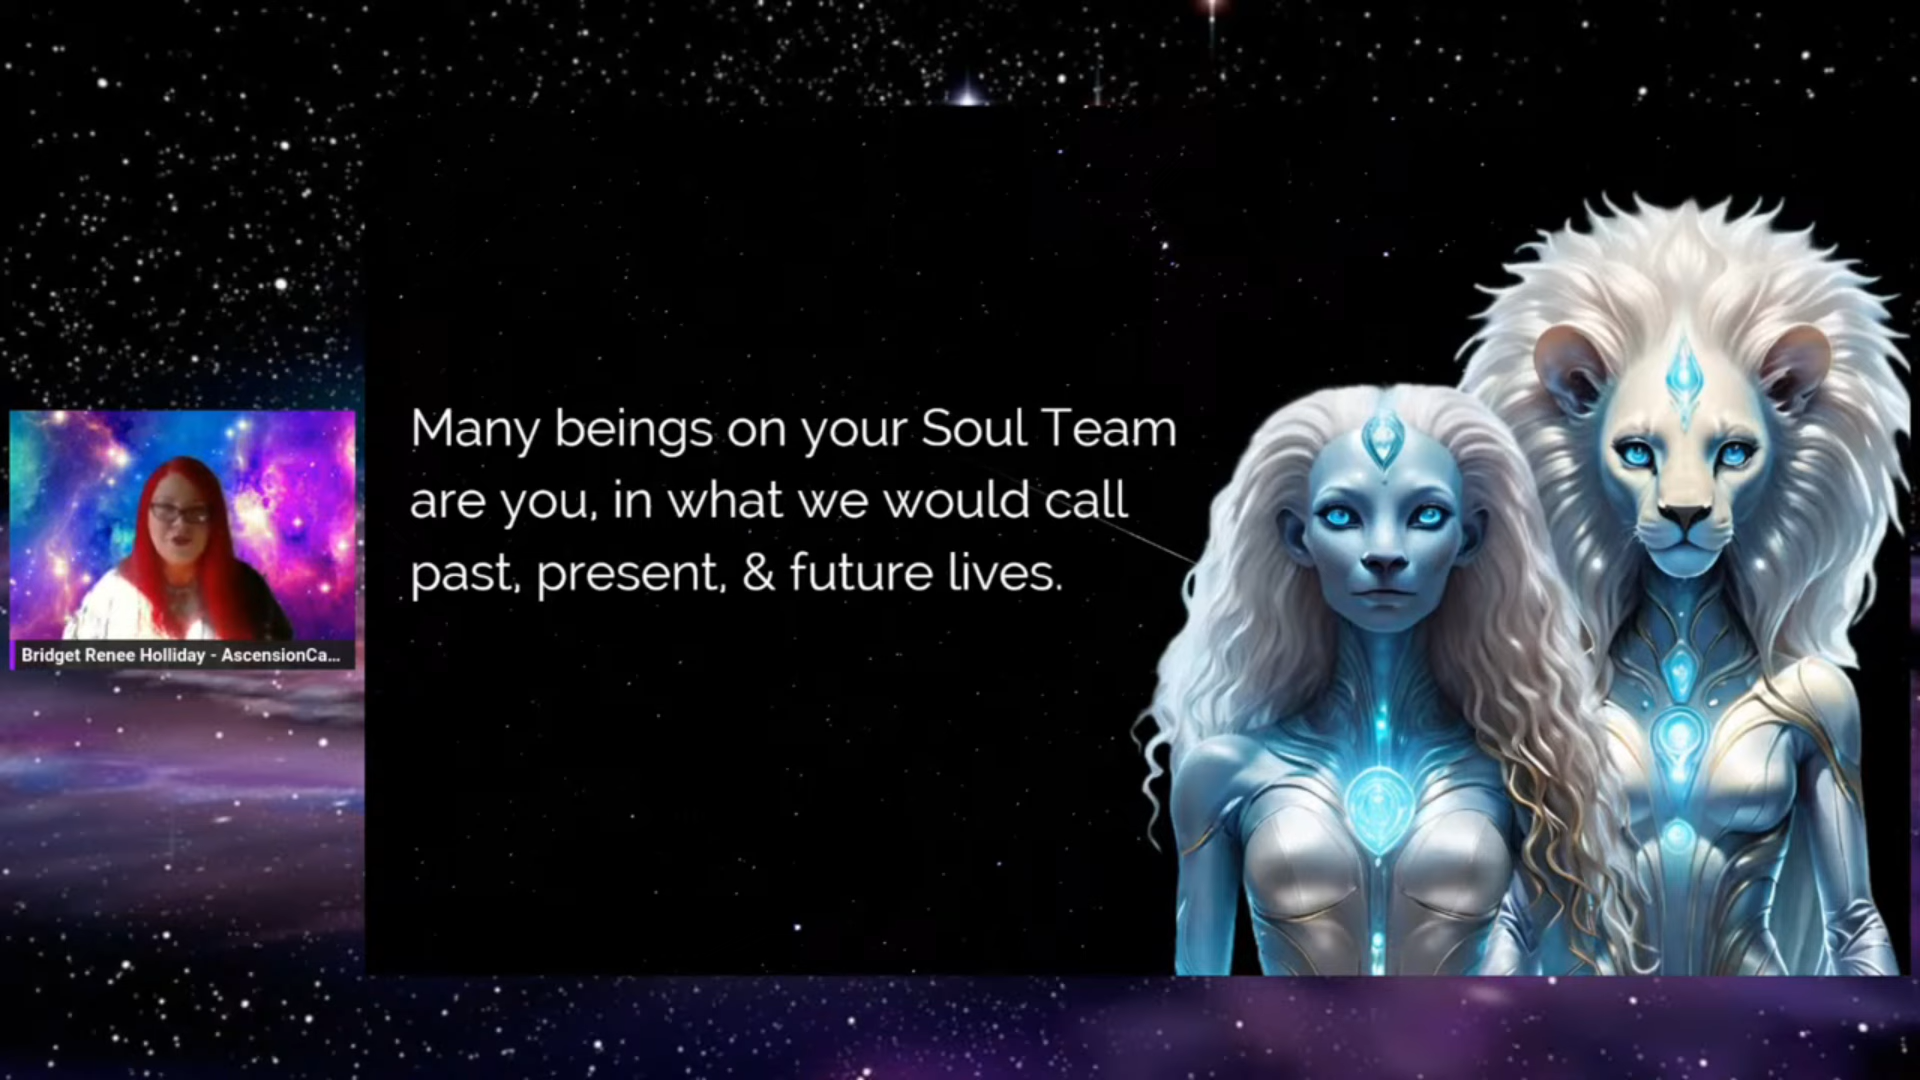 Many beings on your Soul Team
are you, in what we would call
past, present, & future lives.
Bridget Renee Holliday - AscensionCa...